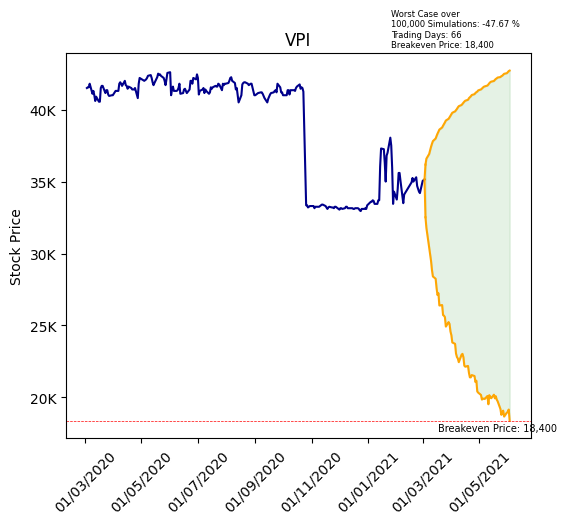 Worst Case over
100,000 Simulations: -47.67 %
Trading Days: 66
Breakeven Price: 18,400
VPI
Stock Price
40K
35K
30K
25K
20K
Breakeven Price: 18,400
01/03/2020
01/05/2020
01/07/2020
01/09/2020
01/11/2020
01/01/2021
01/03/2021
01/05/2021